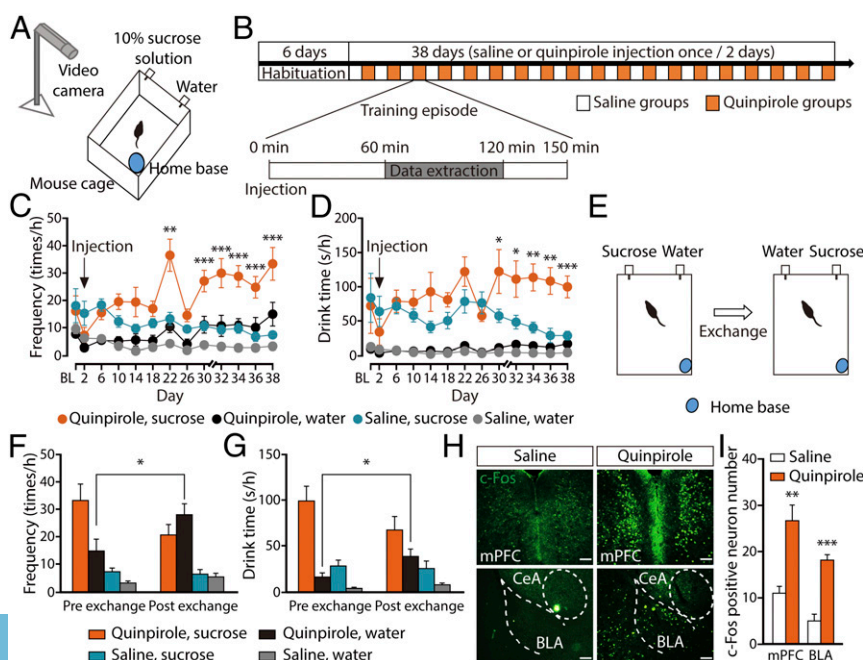 A
10% sucrose
solution
Video
camera
Water
Home base
Mouse cage
B
6 days
38 days (saline or quinpirole injection once / 2 days)
Habituation
Training episode
Saline groups
Quinpirole groups
0 min
60 min
120 min
150 min
Data extraction
Injection
C
Frequency (times/h)
50
40
30
20
10
0
Injection
**
***
***
***
***
***
BL 2 6 10 14 18 22 26 30 32 34 36 38
Day
D
Drink time (s/h)
200
150
100
50
0
Injection
*
*
**
**
***
BL 2 6 10 14 18 22 26 30 32 34 36 38
Day
Quinpirole, sucrose
Quinpirole, water
Saline, sucrose
Saline, water
E
Sucrose Water
Water Sucrose
Exchange
Home base
F
Frequency (times/h)
50
40
30
20
10
0
*
Pre exchange Post exchange
G
Drink time (s/h)
150
100
50
0
*
Pre exchange Post exchange
Quinpirole, sucrose
Quinpirole, water
Saline, sucrose
Saline, water
H
Saline
Quinpirole
c-Fos
mPFC
mPFC
CeA
BLA
CeA
BLA
I
Saline
Quinpirole
c-Fos positive neuron number
40
30
20
10
0
**
***
mPFC BLA